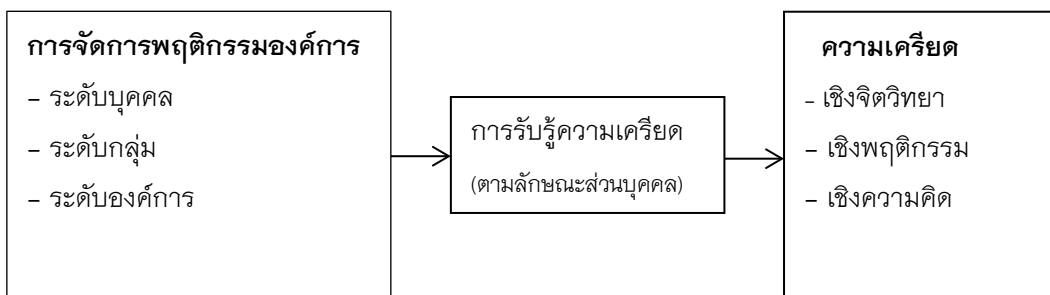 การจัดการพฤติกรรมองค์การ
– ระดับบุคคล
– ระดับกลุ่ม
– ระดับองค์การ
การรับรู้ความเครียด
(ตามลักษณะส่วนบุคคล)
ความเครียด
– เชิงจิตวิทยา
– เชิงพฤติกรรม
– เชิงความคิด